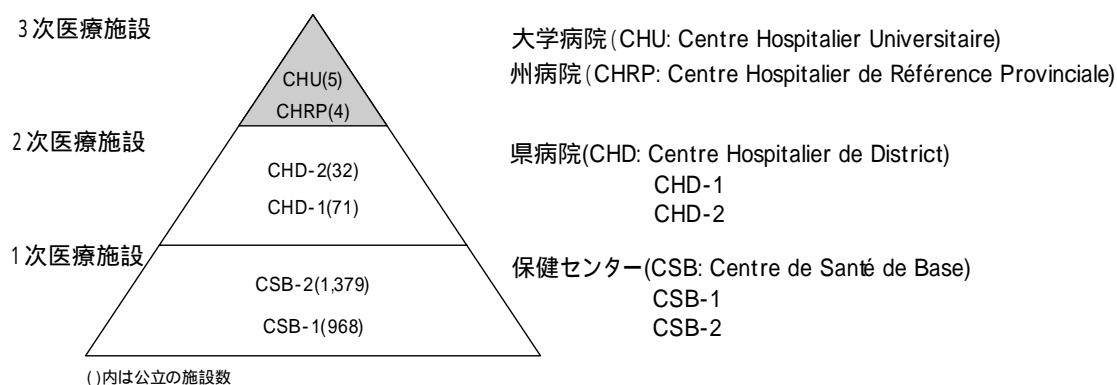 3次医療施設
大学病院(CHU: Centre Hospitalier Universitaire)
州病院(CHRP: Centre Hospitalier de Référence Provinciale)
CHU(5)
CHRP(4)
2次医療施設
県病院(CHD: Centre Hospitalier de District)
CHD-2(32)
CHD-1
CHD-1(71)
CHD-2
1次医療施設
保健センター(CSB: Centre de Santé de Base)
CSB-2(1,379)
CSB-1
CSB-1(968)
CSB-2
( )内は公立の施設数